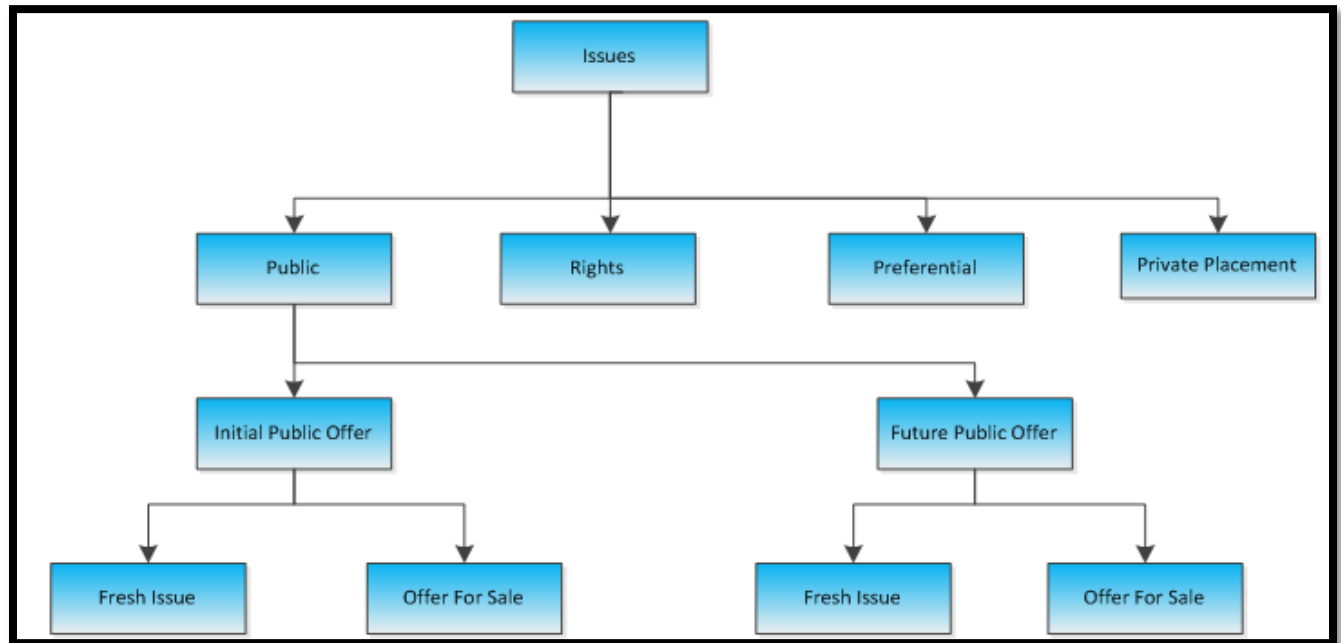 Issues
Public
Rights
Preferential
Private Placement
Initial Public Offer
Future Public Offer
Fresh Issue
Offer For Sale
Fresh Issue
Offer For Sale